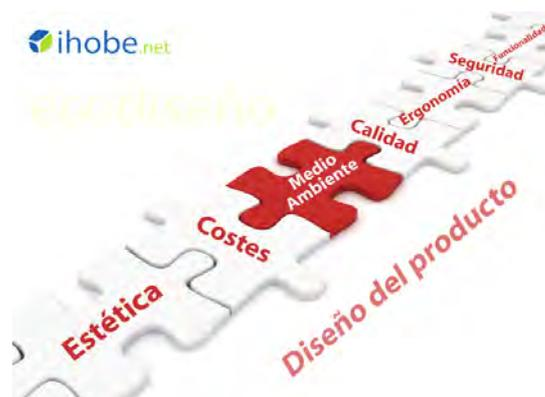 ihobe.net
ecodiseño
Funcionalidad
Seguridad
Ergonomía
Calidad
Medio
Ambiente
Costes
Estética
Diseño del producto